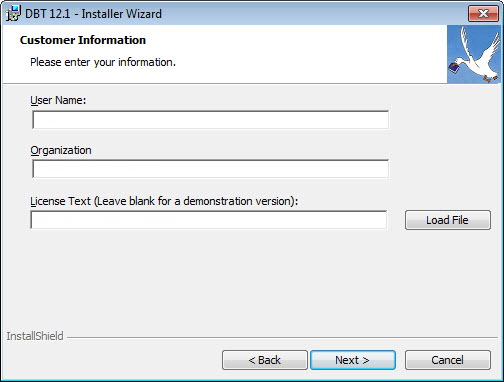 DBT 12.1 - Installer Wizard
Customer Information
Please enter your information.
User Name:
Organization
License Text (Leave blank for a demonstration version):
Load File
InstallShield
< Back
Next >
Cancel